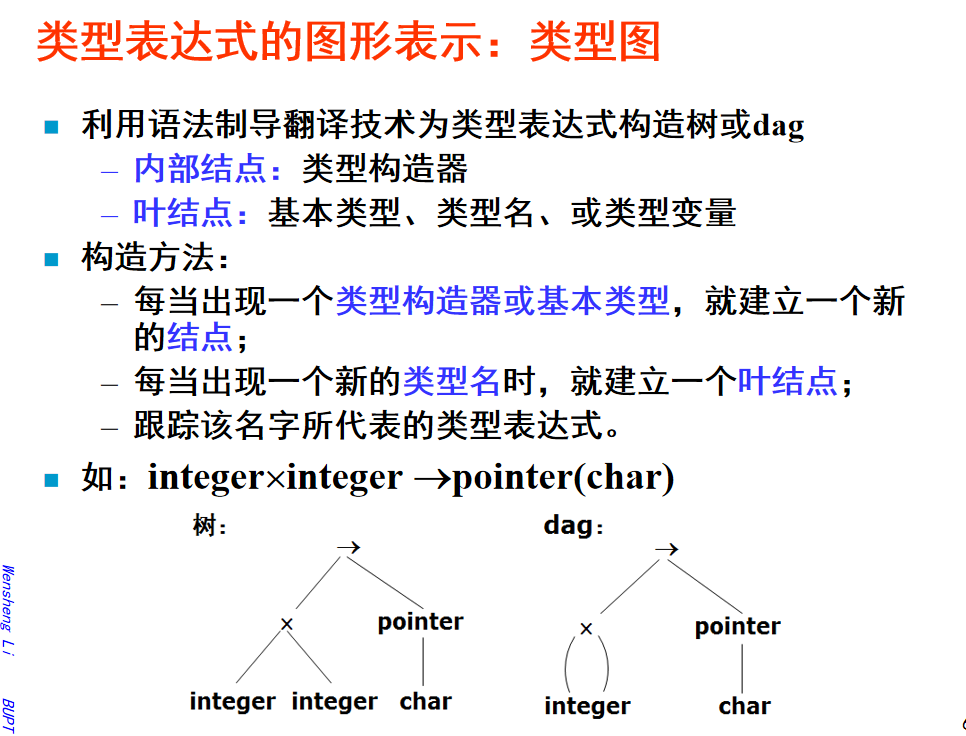 类型表达式的图形表示：类型图
利用语法制导翻译技术为类型表达式构造树或dag
– 内部结点：类型构造器
– 叶结点：基本类型、类型名、或类型变量
构造方法：
– 每当出现一个类型构造器或基本类型，就建立一个新
的结点；
– 每当出现一个新的类型名时，就建立一个叶结点；
– 跟踪该名字所代表的类型表达式。
如：integer×integer →pointer(char)
树： dag：
→ →
× pointer × pointer
integer integer char integer char
Wensheng Li BUPT